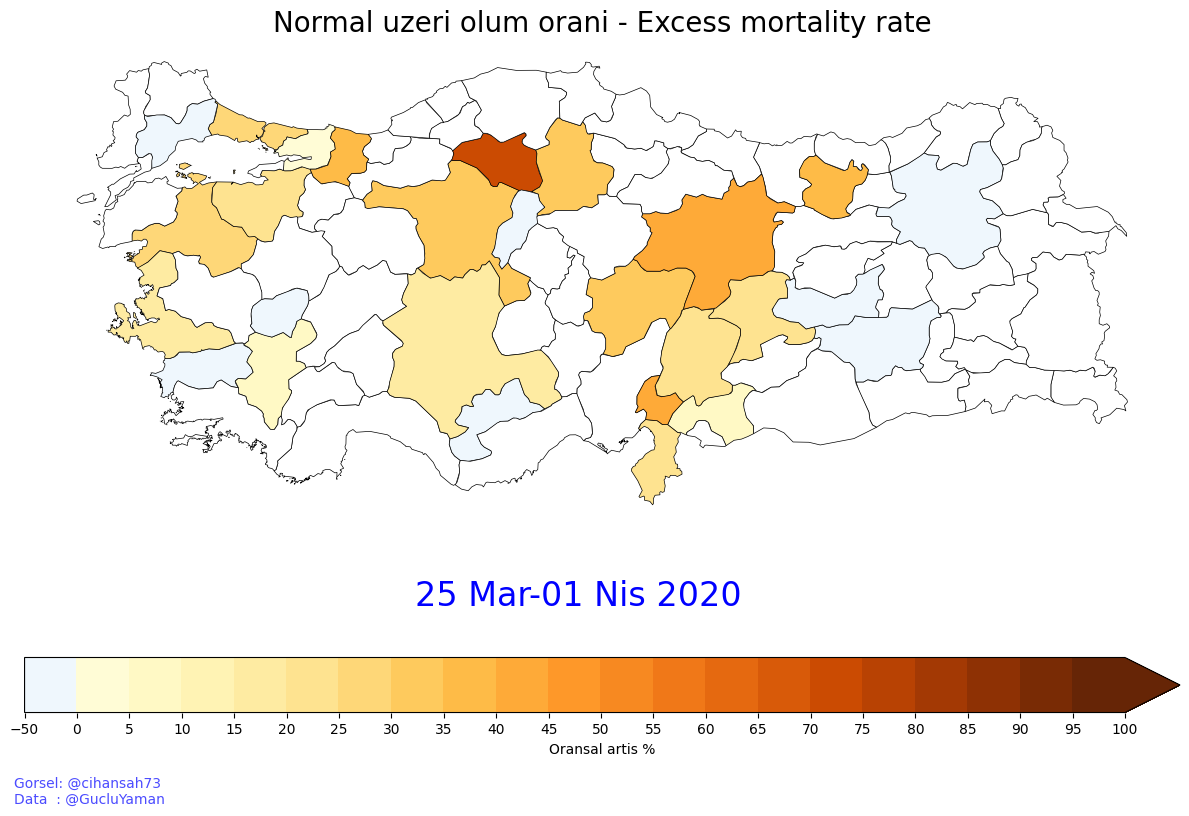 Normal uzeri olum orani - Excess mortality rate
25 Mar-01 Nis 2020
−50 0 5 10 15 20 25 30 35 40 45 50 55 60 65 70 75 80 85 90 95 100
Oransal artis %
Gorsel: @cihansah73
Data : @GucluYaman